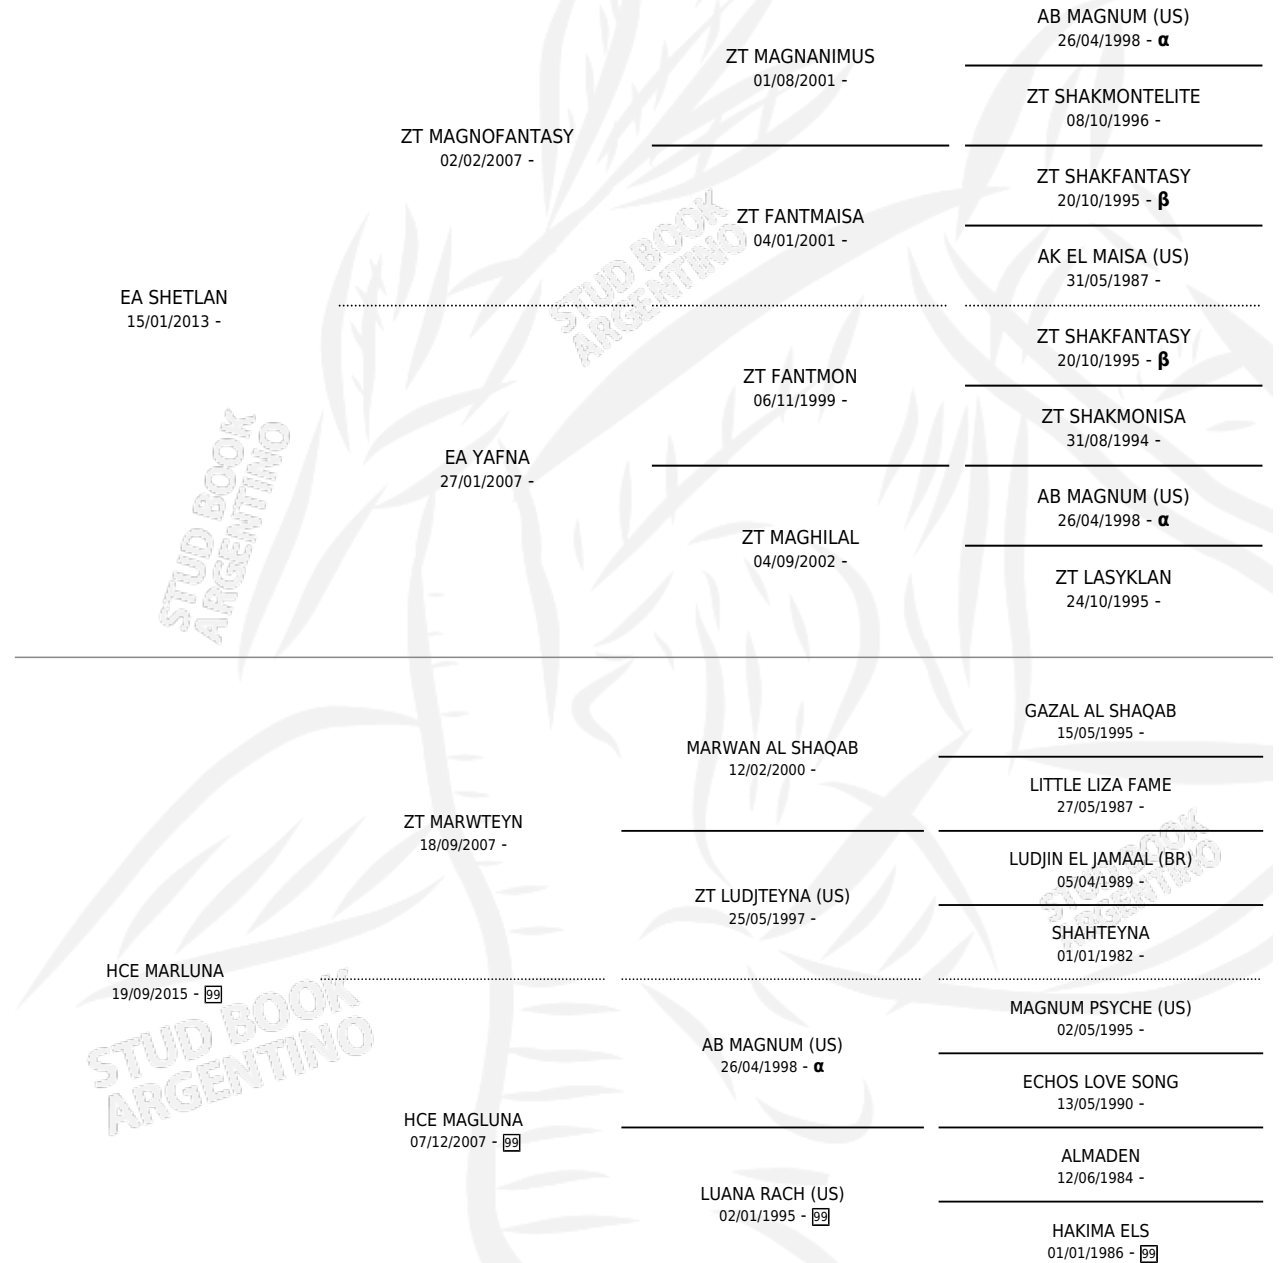 AB MAGNUM (US)
26/04/1998 - α
ZT MAGNANIMUS
01/08/2001 -
ZT SHAKMONTELITE
08/10/1996 -
ZT MAGNOFANTASY
02/02/2007 -
ZT SHAKFANTASY
20/10/1995 - β
ZT FANTMAISA
04/01/2001 -
AK EL MAISA (US)
31/05/1987 -
EA SHETLAN
15/01/2013 -
ZT SHAKFANTASY
20/10/1995 - β
ZT FANTMON
06/11/1999 -
ZT SHAKMONISA
31/08/1994 -
EA YAFNA
27/01/2007 -
AB MAGNUM (US)
26/04/1998 - α
ZT MAGHILAL
04/09/2002 -
ZT LASYKLAN
24/10/1995 -
GAZAL AL SHAQAB
15/05/1995 -
MARWAN AL SHAQAB
12/02/2000 -
LITTLE LIZA FAME
27/05/1987 -
ZT MARWTEYN
18/09/2007 -
LUDJIN EL JAMAAL (BR)
05/04/1989 -
ZT LUDJTEYNA (US)
25/05/1997 -
SHAHTEYNA
01/01/1982 -
HCE MARLUNA
19/09/2015 - 99
MAGNUM PSYCHE (US)
02/05/1995 -
AB MAGNUM (US)
26/04/1998 - α
ECHOS LOVE SONG
13/05/1990 -
HCE MAGLUNA
07/12/2007 - 99
ALMADEN
12/06/1984 -
LUANA RACH (US)
02/01/1995 - 99
HAKIMA ELS
01/01/1986 - 99
STUD BOOK
ARGENTINO
STUD BOOK
ARGENTINO
STUD BOOK
ARGENTINO
STUD BOOK
ARGENTINO